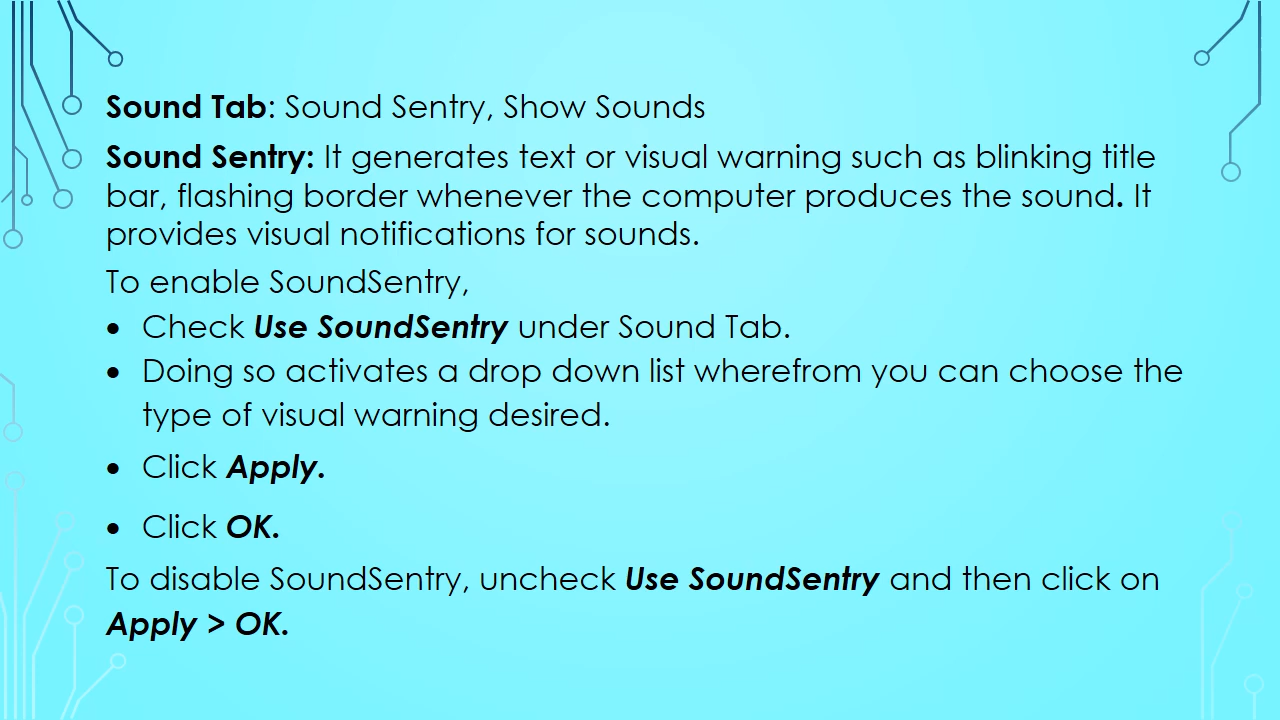 Sound Tab: Sound Sentry, Show Sounds
Sound Sentry: It generates text or visual warning such as blinking title
bar, flashing border whenever the computer produces the sound. It
provides visual notifications for sounds.
To enable SoundSentry,
• Check Use SoundSentry under Sound Tab.
• Doing so activates a drop down list wherefrom you can choose the
type of visual warning desired.
• Click Apply.
• Click OK.
To disable SoundSentry, uncheck Use SoundSentry and then click on
Apply > OK.